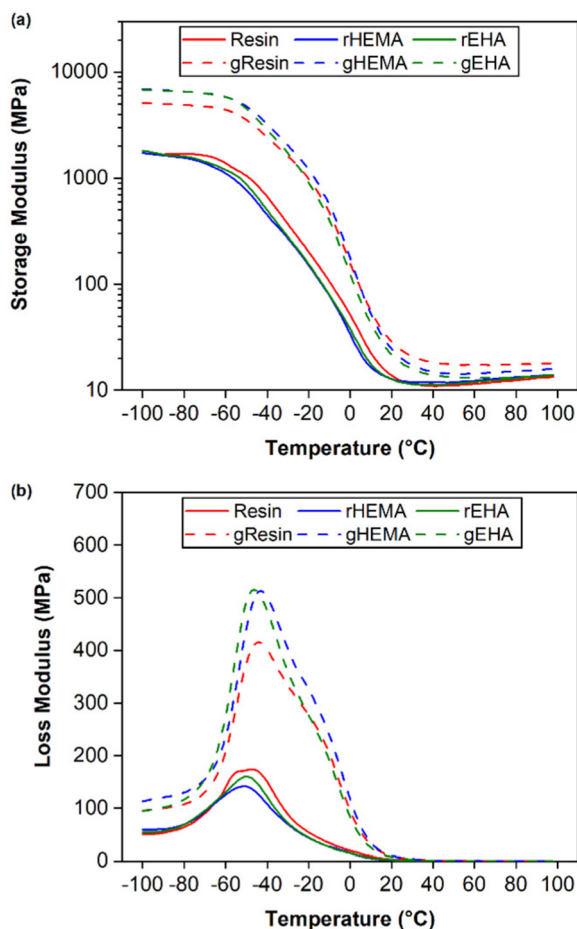 (a)
Resin rHEMA rEHA
gResin gHEMA gEHA
10000
1000
100
10
Storage Modulus (MPa)
-100 -80 -60 -40 -20 0 20 40 60 80 100
Temperature (°C)
(b)
Resin rHEMA rEHA
gResin gHEMA gEHA
700
600
500
400
300
200
100
0
Loss Modulus (MPa)
-100 -80 -60 -40 -20 0 20 40 60 80 100
Temperature (°C)